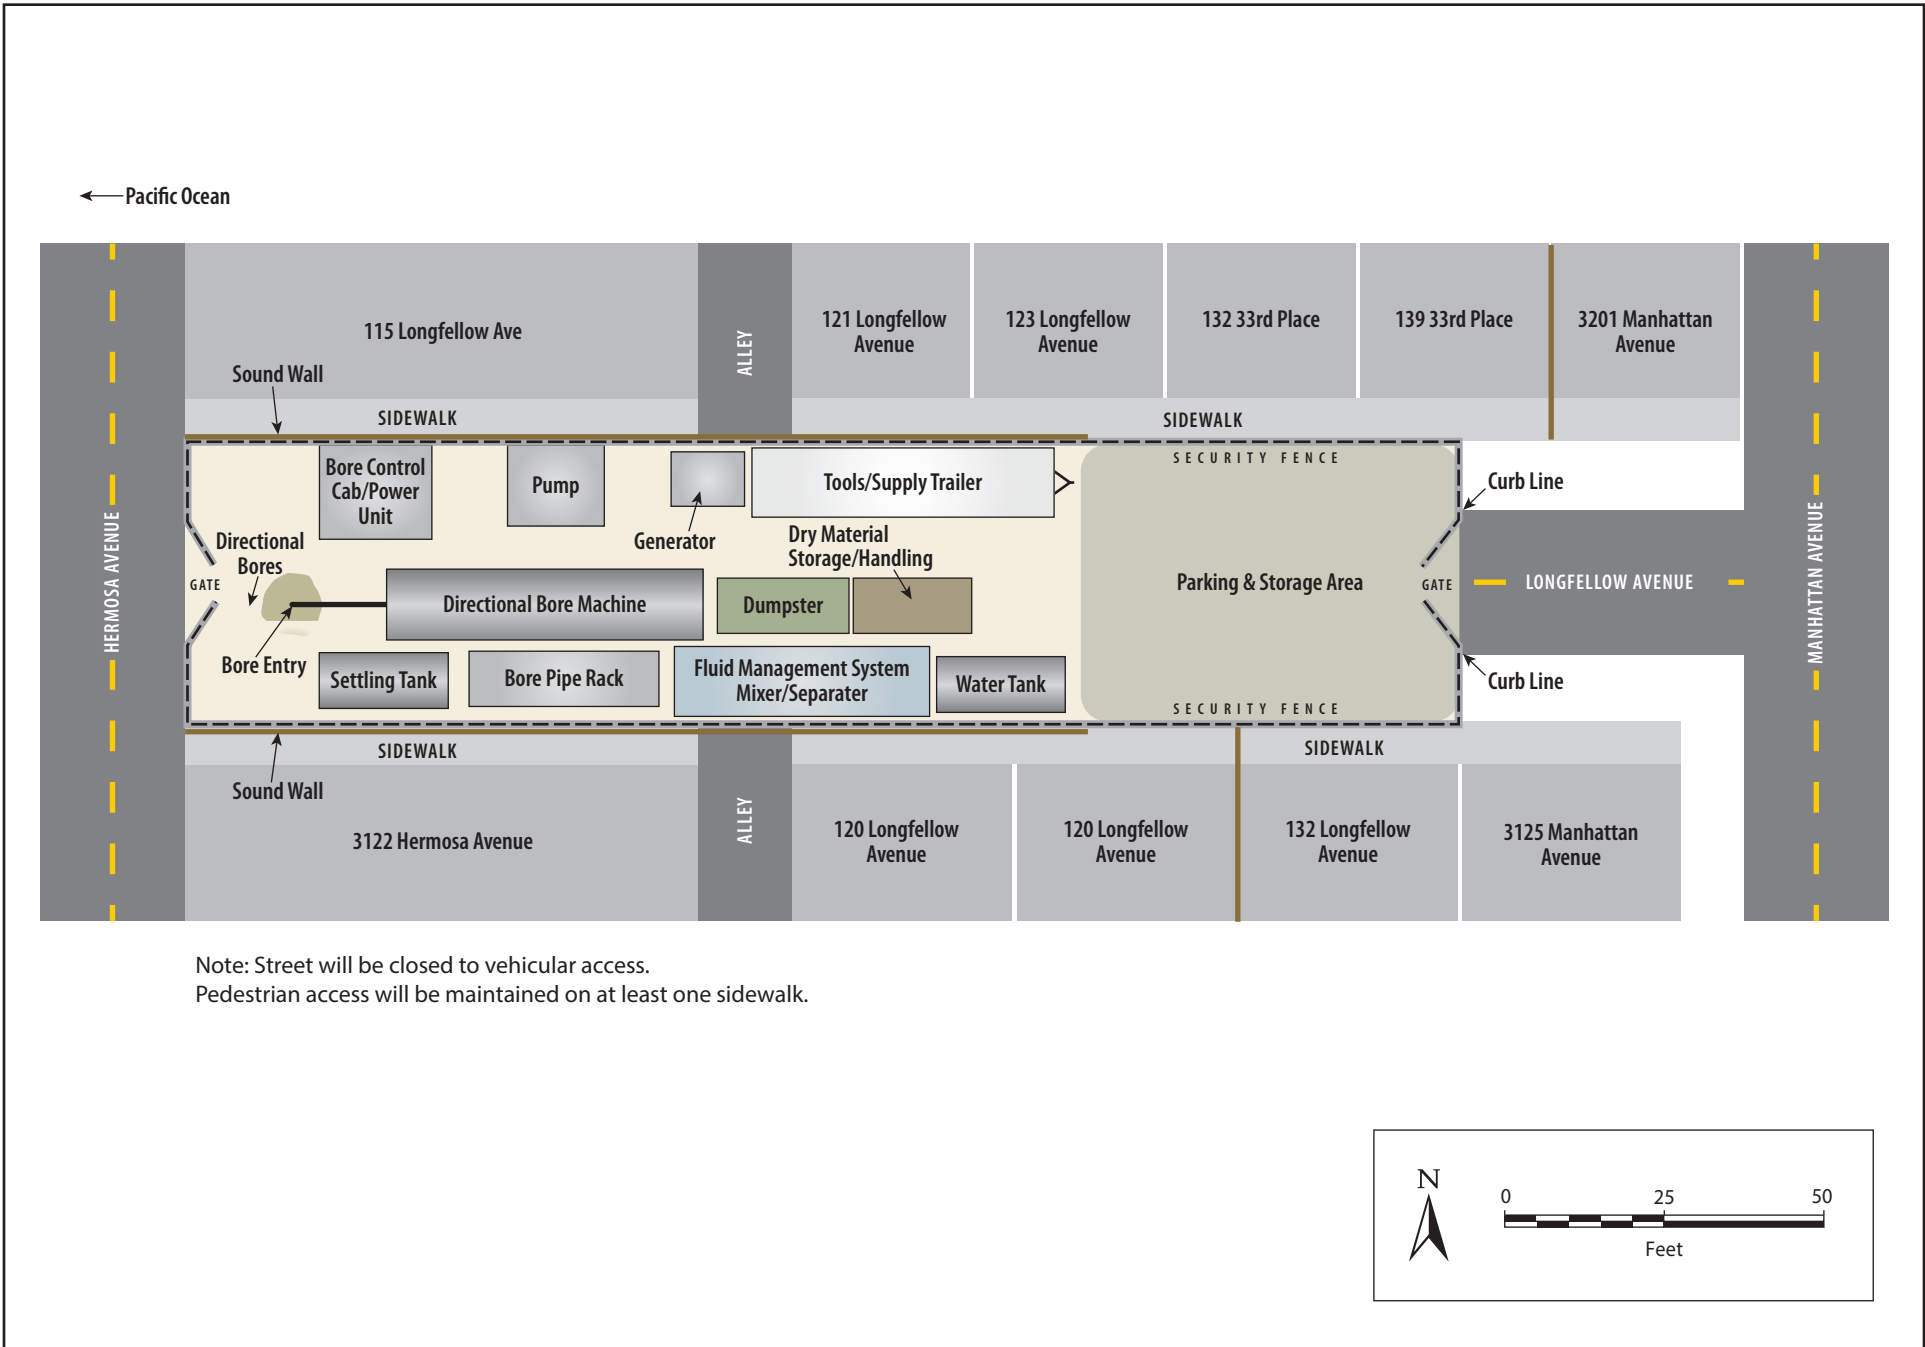 Pacific Ocean
115 Longfellow Ave
ALLEY
121 Longfellow
Avenue
123 Longfellow
Avenue
132 33rd Place
139 33rd Place
3201 Manhattan
Avenue
Sound Wall
SIDEWALK
SIDEWALK
SECURITY FENCE
Bore Control
Cab/Power
Unit
Pump
Generator
Tools/Supply Trailer
Curb Line
HERMOSA AVENUE
Directional
Bores
GATE
Dry Material
Storage/Handling
Directional Bore Machine
Dumpster
Parking & Storage Area
GATE
LONGFELLOW AVENUE
MANHATTAN AVENUE
Bore Entry
Settling Tank
Bore Pipe Rack
Fluid Management System
Mixer/Separater
Water Tank
Curb Line
SECURITY FENCE
SIDEWALK
SIDEWALK
Sound Wall
3122 Hermosa Avenue
ALLEY
120 Longfellow
Avenue
120 Longfellow
Avenue
132 Longfellow
Avenue
3125 Manhattan
Avenue
Note: Street will be closed to vehicular access.
Pedestrian access will be maintained on at least one sidewalk.
N
0 25 50
Feet